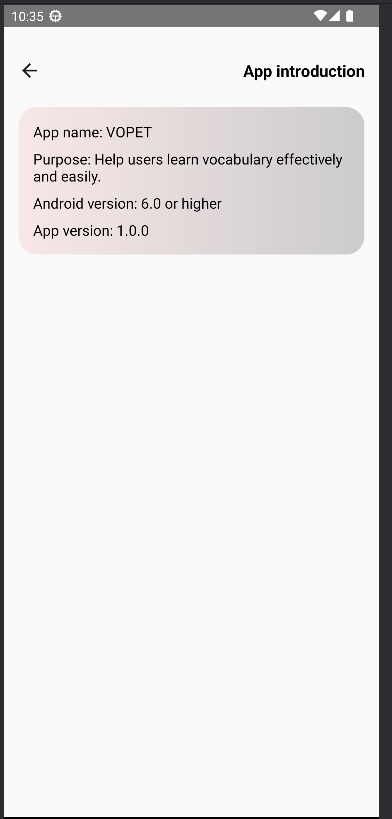 10:35
App introduction
App name: VOPET
Purpose: Help users learn vocabulary effectively
and easily.
Android version: 6.0 or higher
App version: 1.0.0